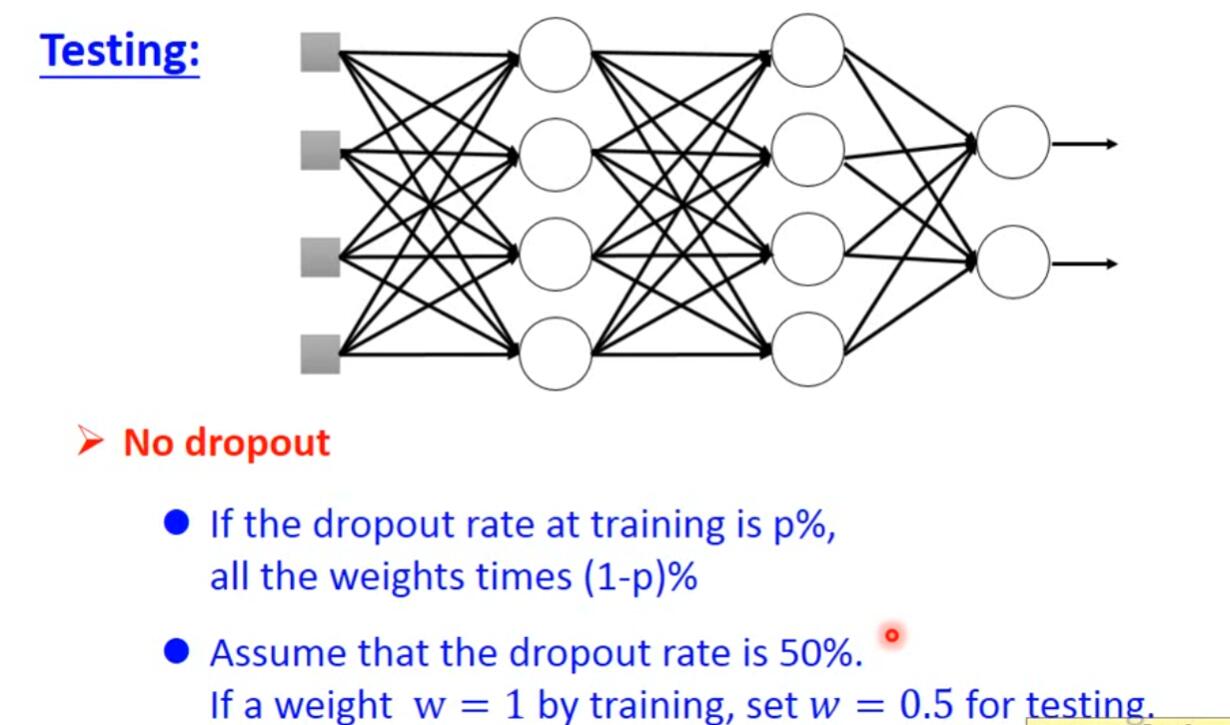 Testing:
➢ No dropout
● If the dropout rate at training is p%,
all the weights times (1-p)%
● Assume that the dropout rate is 50%.
If a weight w = 1 by training, set w = 0.5 for testing.